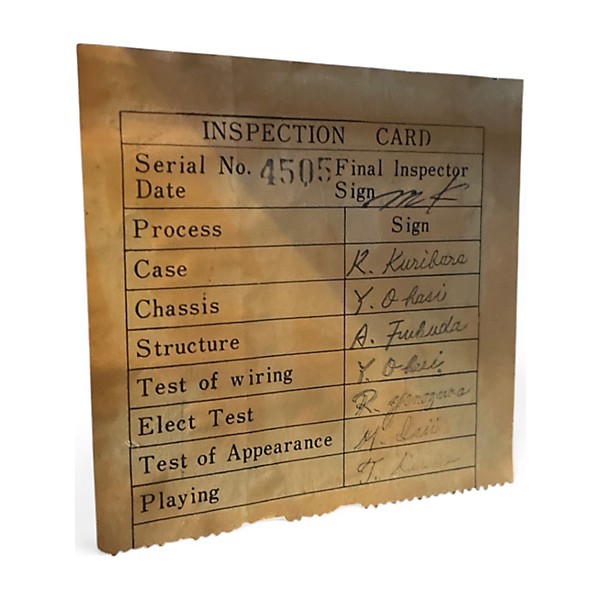 INSPECTION CARD
Serial No. 4505 Final Inspector
Date Sign MK
Process Sign
Case R. Kuribara
Chassis Y. Ohasi
Structure A. Fukuda
Test of wiring Y. Ohasi
Elect Test R.
Test of Appearance
Playing T.